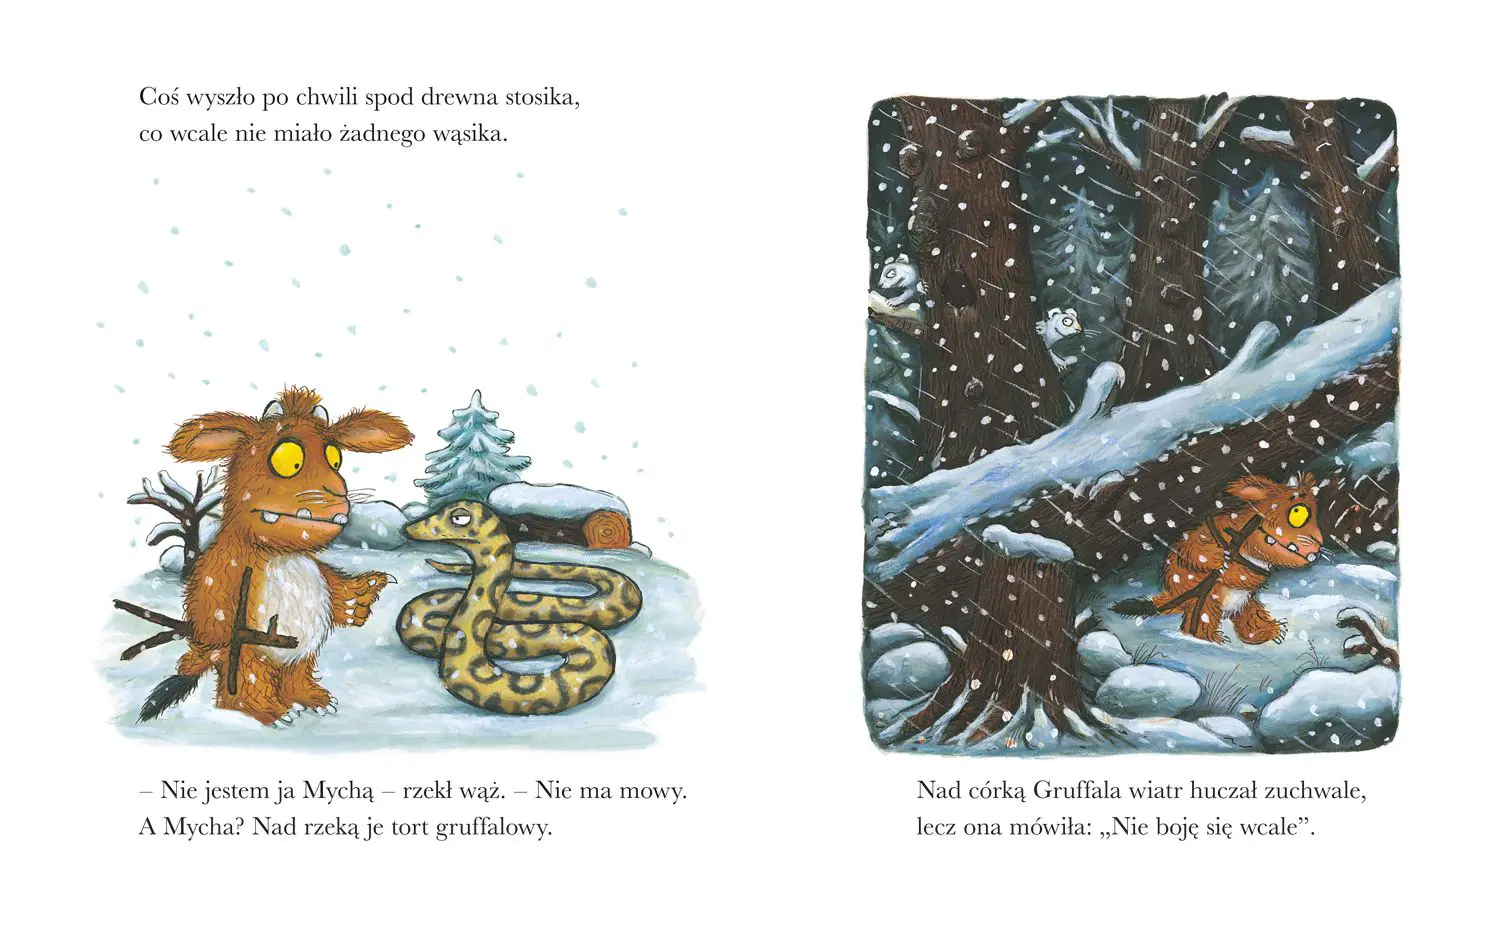 Coś wyszło po chwili spod drewna stosika,
co wcale nie miało żadnego wąsika.
– Nie jestem ja Mychą – rzekł wąż. – Nie ma mowy.
A Mycha? Nad rzeką je tort gruffalowy.
Nad córką Gruffala wiatr huczał zuchwale,
lecz ona mówiła: „Nie boję się wcale”.